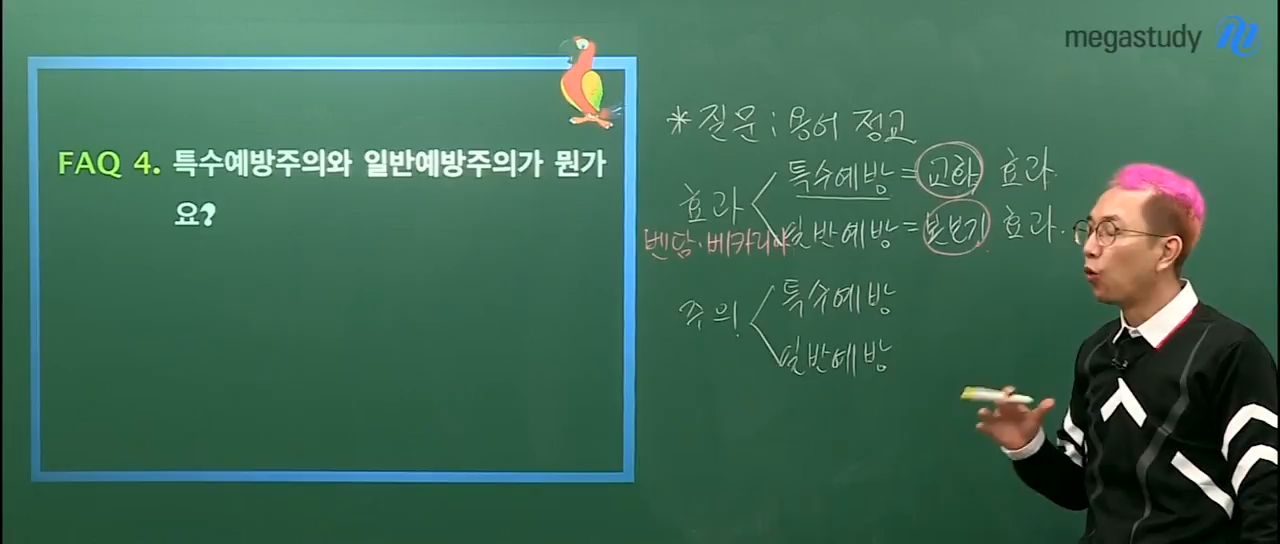 megastudy
FAQ 4. 특수예방주의와 일반예방주의가 뭔가
요?
* 질문 : 용어 정교
효과
특수예방 = 교화 효과.
일반예방 = 본보기 효과.
벤담·베카리아
주의
특수예방
일반예방